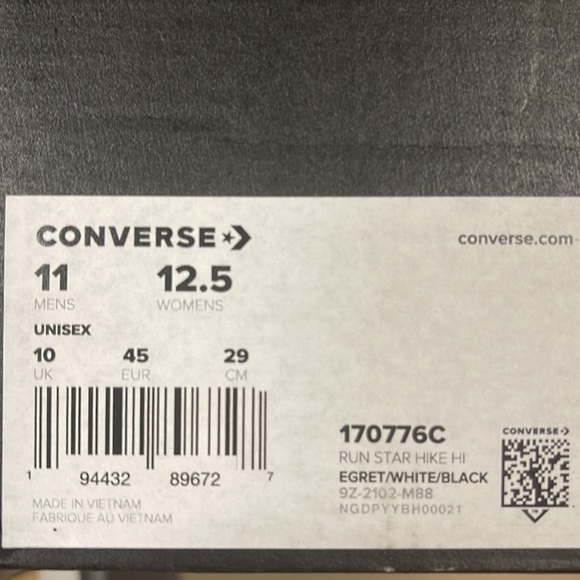 CONVERSE
converse.com
11 12.5
MENS WOMENS
UNISEX
10 45 29
UK EUR CM
1 94432 89672 7
MADE IN VIETNAM
FABRIQUE AU VIETNAM
170776C
RUN STAR HIKE HI
EGRET/WHITE/BLACK
9Z-2102-M88
NGDPYYBH00021
CONVERSE